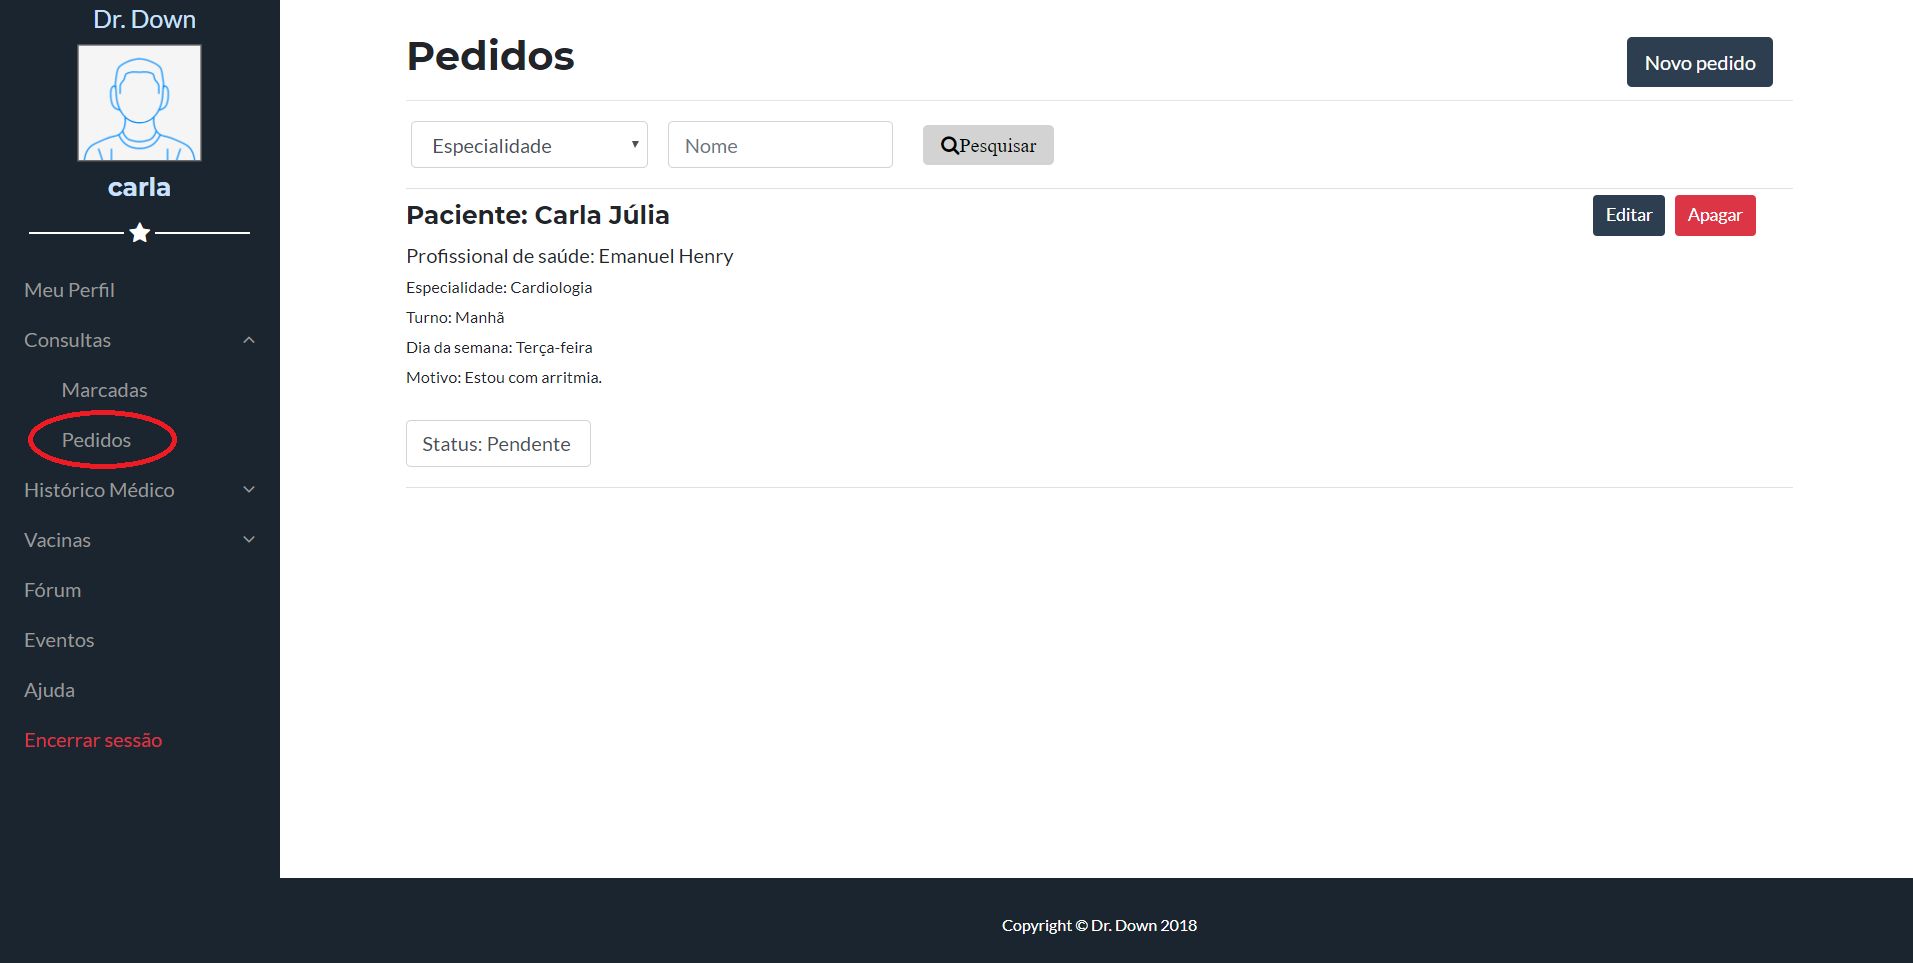 Dr. Down
carla
Meu Perfil
Consultas
Marcadas
Pedidos
Histórico Médico
Vacinas
Fórum
Eventos
Ajuda
Encerrar sessão
Pedidos
Novo pedido
Especialidade
Nome
Pesquisar
Paciente: Carla Júlia
Editar
Apagar
Profissional de saúde: Emanuel Henry
Especialidade: Cardiologia
Turno: Manhã
Dia da semana: Terça-feira
Motivo: Estou com arritmia.
Status: Pendente
Copyright © Dr. Down 2018